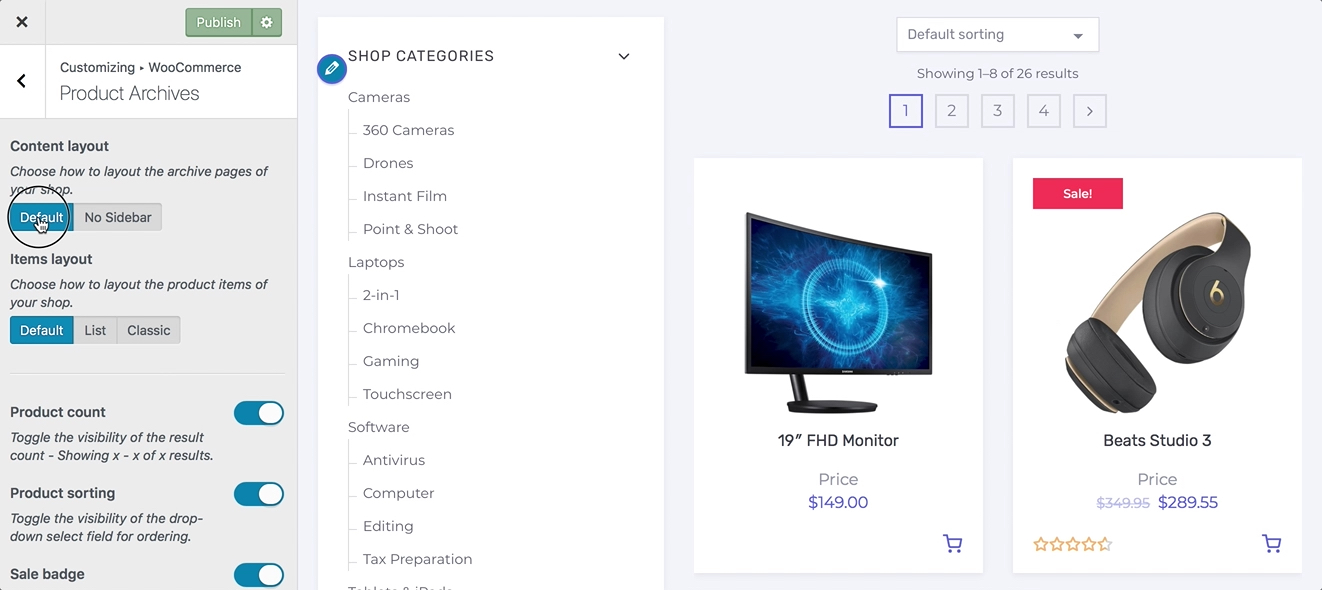 Publish
Customizing ▸ WooCommerce
Product Archives
Content layout
Choose how to layout the archive pages of
your shop.
Default No Sidebar
Items layout
Choose how to layout the product items of
your shop.
Default List Classic
Product count
Toggle the visibility of the result
count - Showing x - x of x results.
Product sorting
Toggle the visibility of the drop-
down select field for ordering.
Sale badge
SHOP CATEGORIES
Cameras
360 Cameras
Drones
Instant Film
Point & Shoot
Laptops
2-in-1
Chromebook
Gaming
Touchscreen
Software
Antivirus
Computer
Editing
Tax Preparation
Tablets & iPads
Default sorting
Showing 1–8 of 26 results
1 2 3 4
19″ FHD Monitor
Price
$149.00
Sale!
Beats Studio 3
Price
$349.95 $289.55